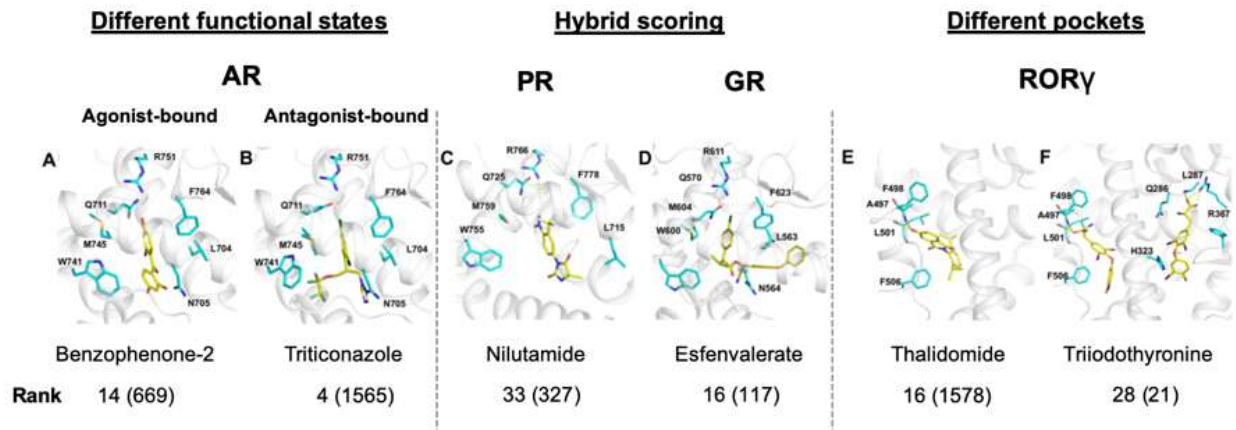 Different functional states
Hybrid scoring
Different pockets
AR
PR
GR
RORγ
Agonist-bound
Antagonist-bound
A
R751
Q711
F764
M745
L704
W741
N705
B
R751
Q711
F764
M745
L704
W741
N705
C
R766
Q725
F778
M759
W755
L715
D
R611
Q570
F623
M604
W600
L563
N564
E
F498
A497
L501
F506
F
F498
A497
L501
F506
Q286
L287
R367
H323
Benzophenone-2
Triticonazole
Nilutamide
Esfenvalerate
Thalidomide
Triiodothyronine
Rank
14 (669)
4 (1565)
33 (327)
16 (117)
16 (1578)
28 (21)